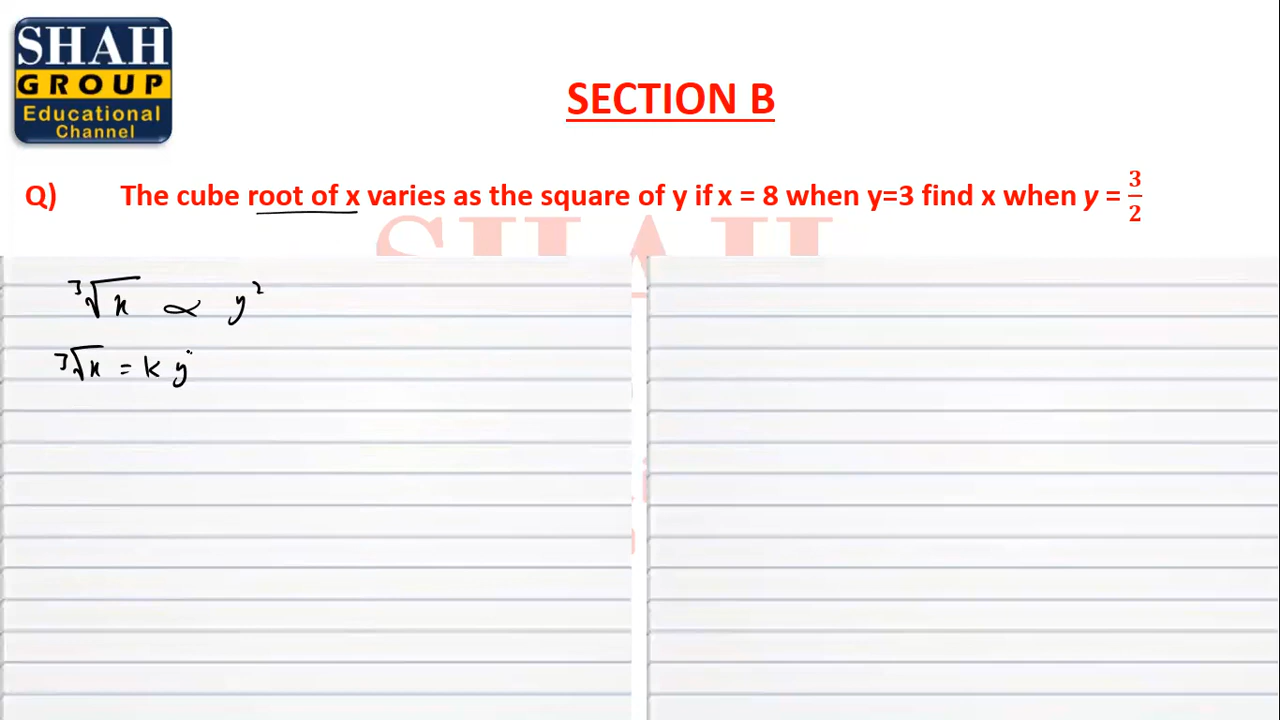 SHAH
GROUP
Educational
Channel
SECTION B
Q) The cube root of x varies as the square of y if x = 8 when y=3 find x when y = 3/2
SHAH
∛x ∝ y²
∛x = k y